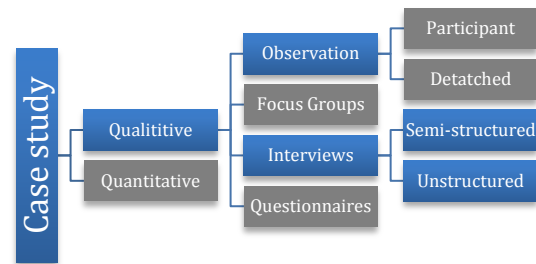 Case study
Qualititive
Quantitative
Observation
Focus Groups
Interviews
Questionnaires
Participant
Detatched
Semi-structured
Unstructured